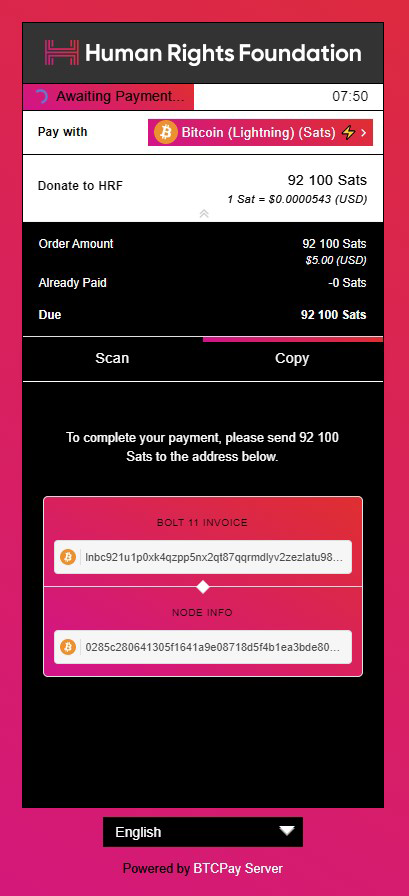 Human Rights Foundation
Awaiting Payment... 07:50
Pay with Bitcoin (Lightning) (Sats) ⚡ ›
Donate to HRF 92 100 Sats
1 Sat = $0.0000543 (USD)
Order Amount 92 100 Sats
$5.00 (USD)
Already Paid -0 Sats
Due 92 100 Sats
Scan Copy
To complete your payment, please send 92 100
Sats to the address below.
BOLT 11 INVOICE
lnbc921u1p0xk4qzpp5nx2qt87qqrmdlyv2zezlatu98...
NODE INFO
0285c280641305f1641a9e08718d5f4b1ea3bde80...
English
Powered by BTCPay Server